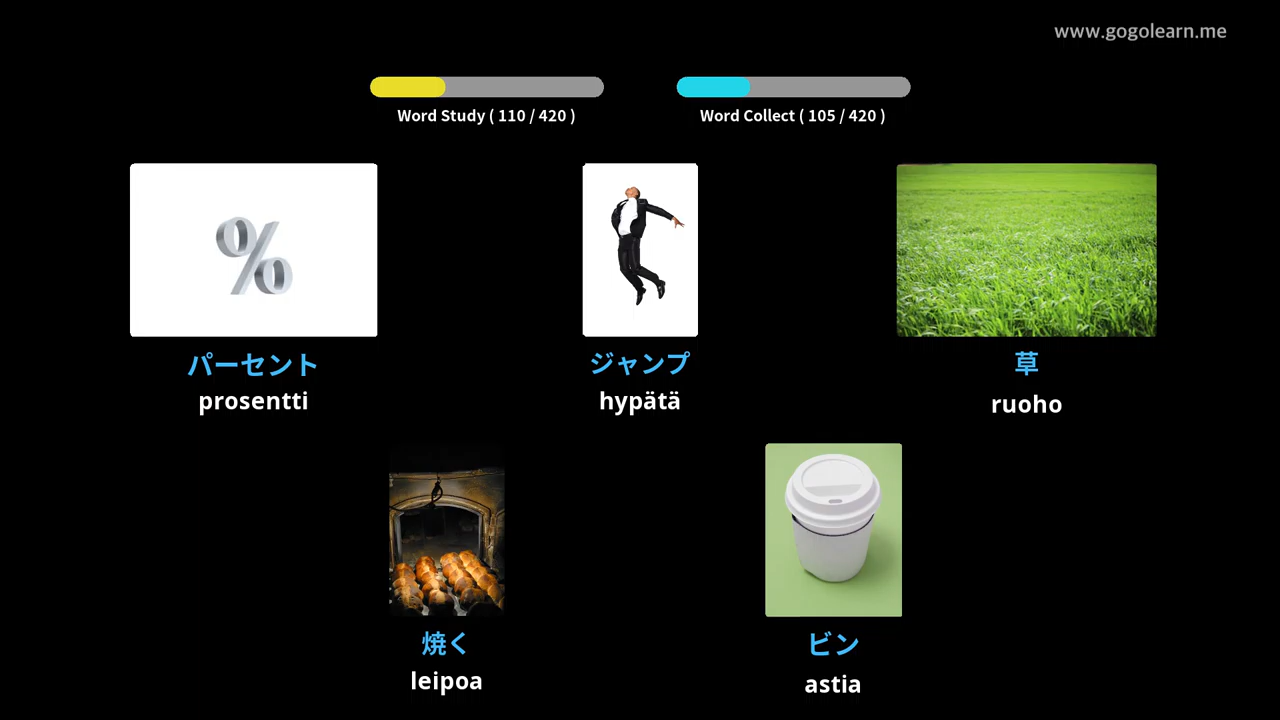 www.gogolearn.me
Word Study ( 110 / 420 )
Word Collect ( 105 / 420 )
%
パーセント
prosentti
ジャンプ
hypätä
草
ruoho
焼く
leipoa
ビン
astia